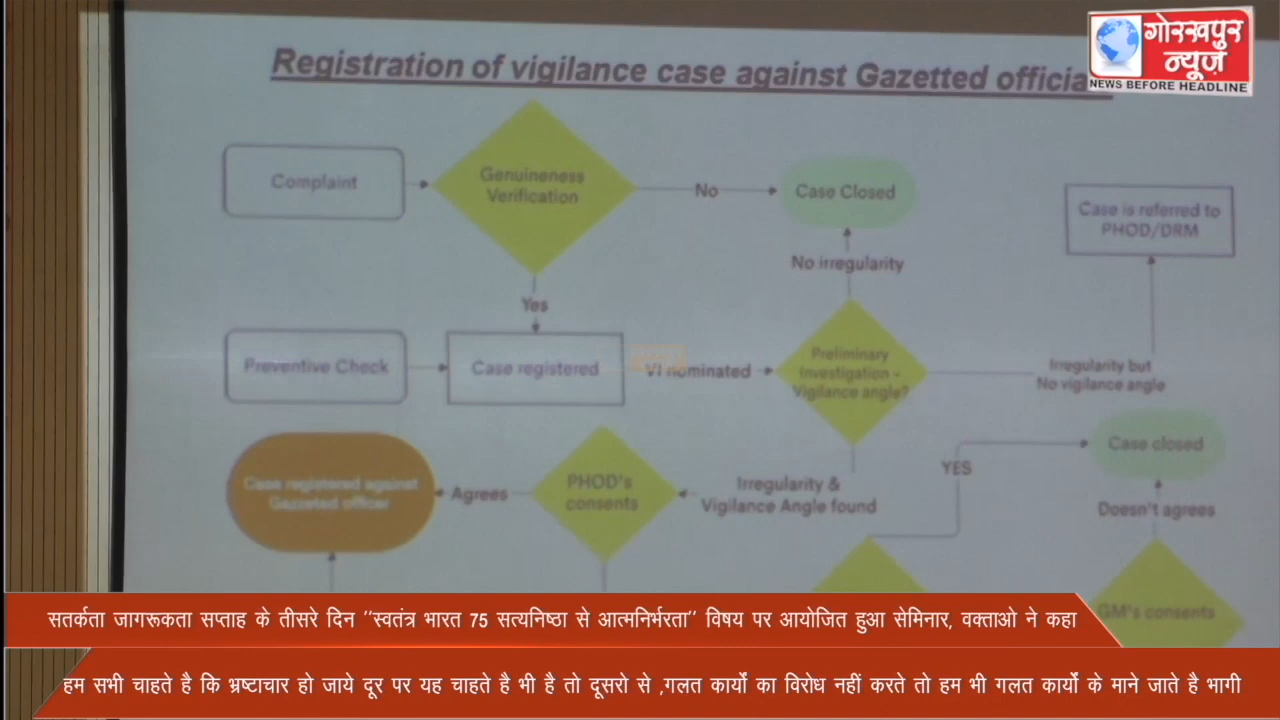 Registration of vigilance case against Gazetted
गोरखपुर
न्यूज़
NEWS BEFORE HEADLINE
Complaint
Genuineness
Verification
No
Case Closed
Case is referred to
PHOD/DRM
No irregularity
Yes
Preventive Check
Case registered
VI nominated
Preliminary
Investigation -
Vigilance angle?
Irregularity but
No vigilance angle
Case registered against
Gazzated officer
Agrees
PHOD's
consents
Irregularity &
Vigilance Angle found
YES
Case closed
Doesn't agrees
GM's consents
सतर्कता जागरूकता सप्ताह के तीसरे दिन "स्वतंत्र भारत 75 सत्यनिष्ठा से आत्मनिर्भरता" विषय पर आयोजित हुआ सेमिनार, वक्ताओ ने कहा
हम सभी चाहते है कि भ्रष्टाचार हो जाये दूर पर यह चाहते है भी है तो दूसरो से ,गलत कार्यों का विरोध नहीं करते तो हम भी गलत कार्यों के माने जाते है भागी